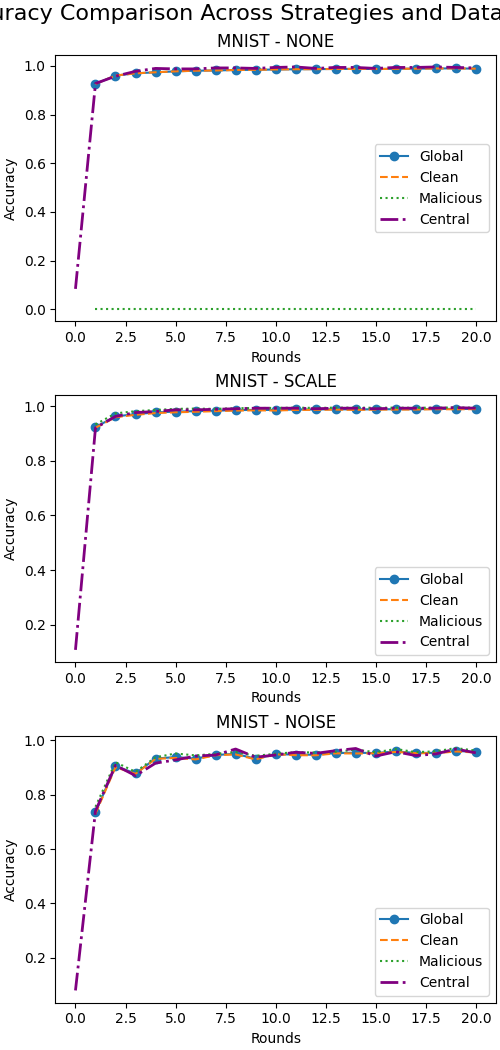 uracy Comparison Across Strategies and Data
MNIST - NONE
1.0
0.8
0.6
0.4
0.2
0.0
Accuracy
Global
Clean
Malicious
Central
0.0 2.5 5.0 7.5 10.0 12.5 15.0 17.5 20.0
Rounds
MNIST - SCALE
1.0
0.8
0.6
0.4
0.2
Accuracy
Global
Clean
Malicious
Central
0.0 2.5 5.0 7.5 10.0 12.5 15.0 17.5 20.0
Rounds
MNIST - NOISE
1.0
0.8
0.6
0.4
0.2
Accuracy
Global
Clean
Malicious
Central
0.0 2.5 5.0 7.5 10.0 12.5 15.0 17.5 20.0
Rounds